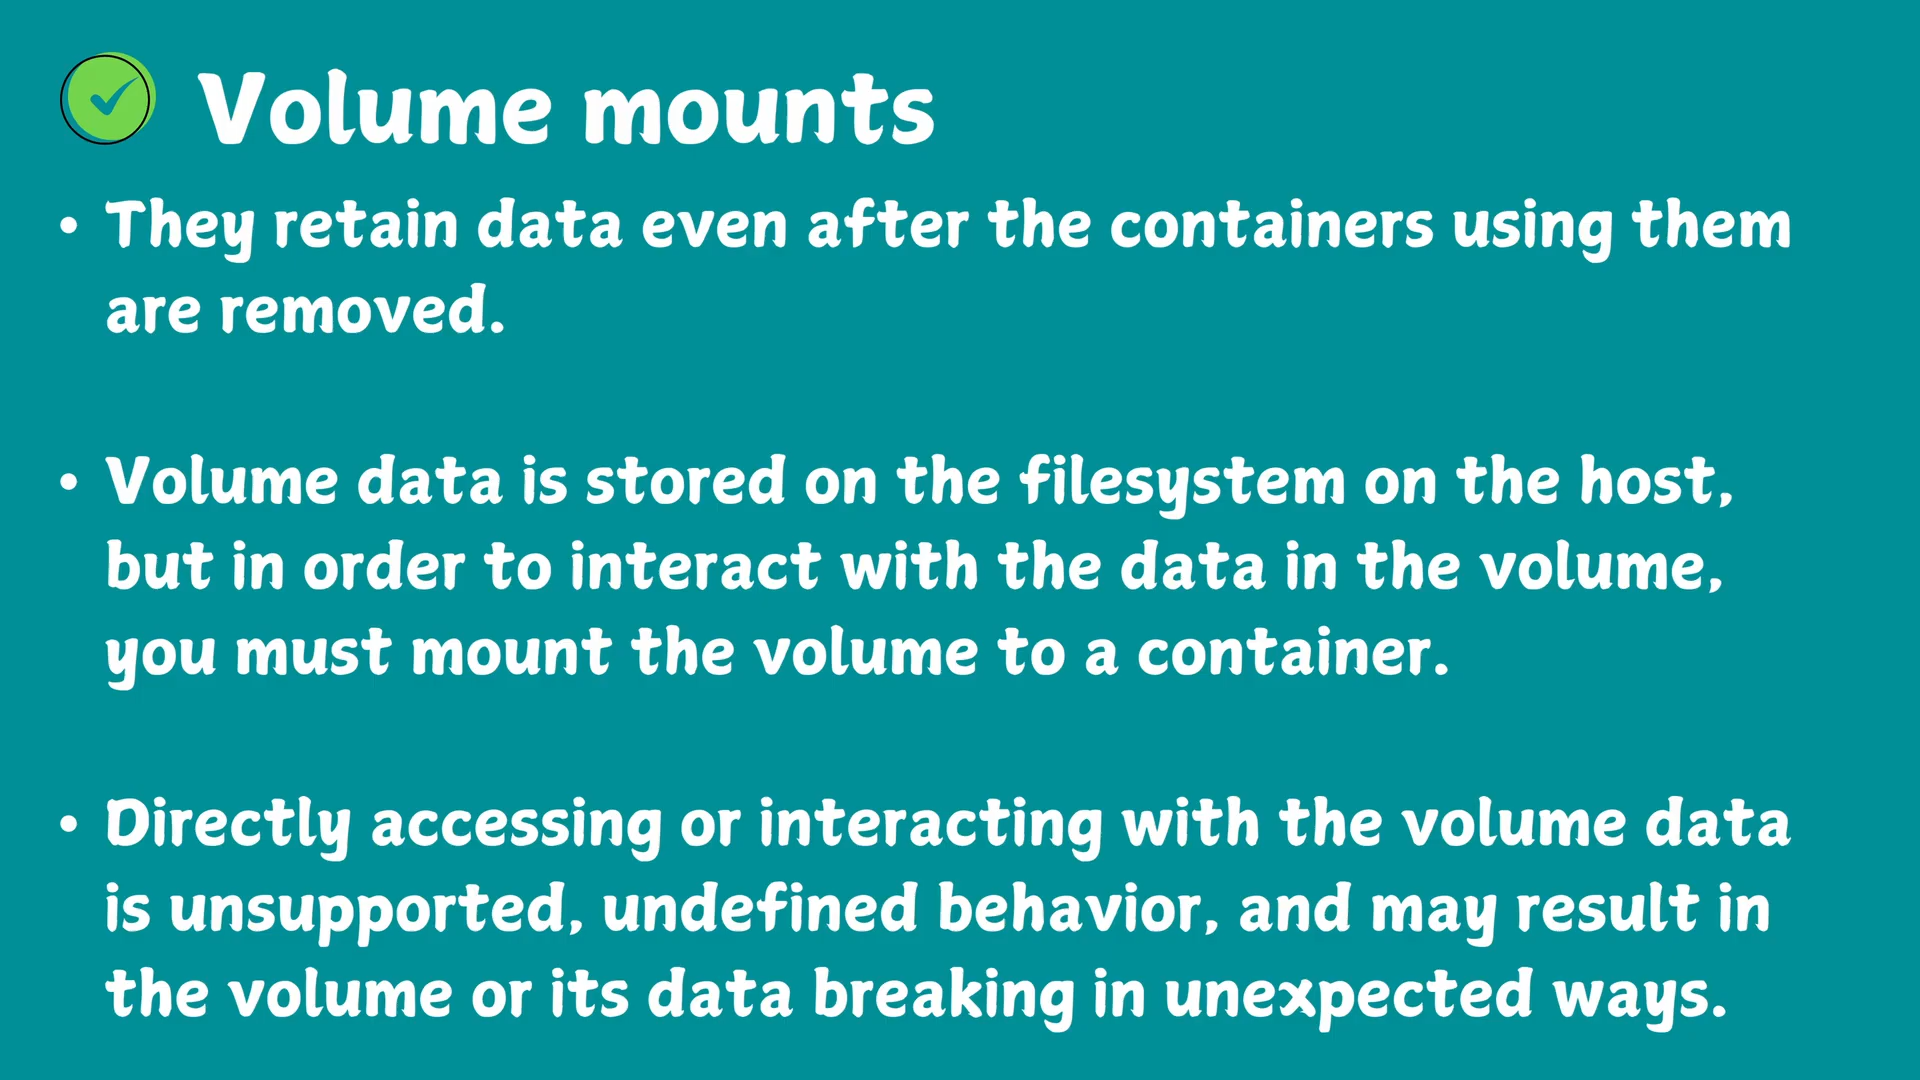 Volume mounts
• They retain data even after the containers using them
are removed.
• Volume data is stored on the filesystem on the host,
but in order to interact with the data in the volume,
you must mount the volume to a container.
• Directly accessing or interacting with the volume data
is unsupported, undefined behavior, and may result in
the volume or its data breaking in unexpected ways.